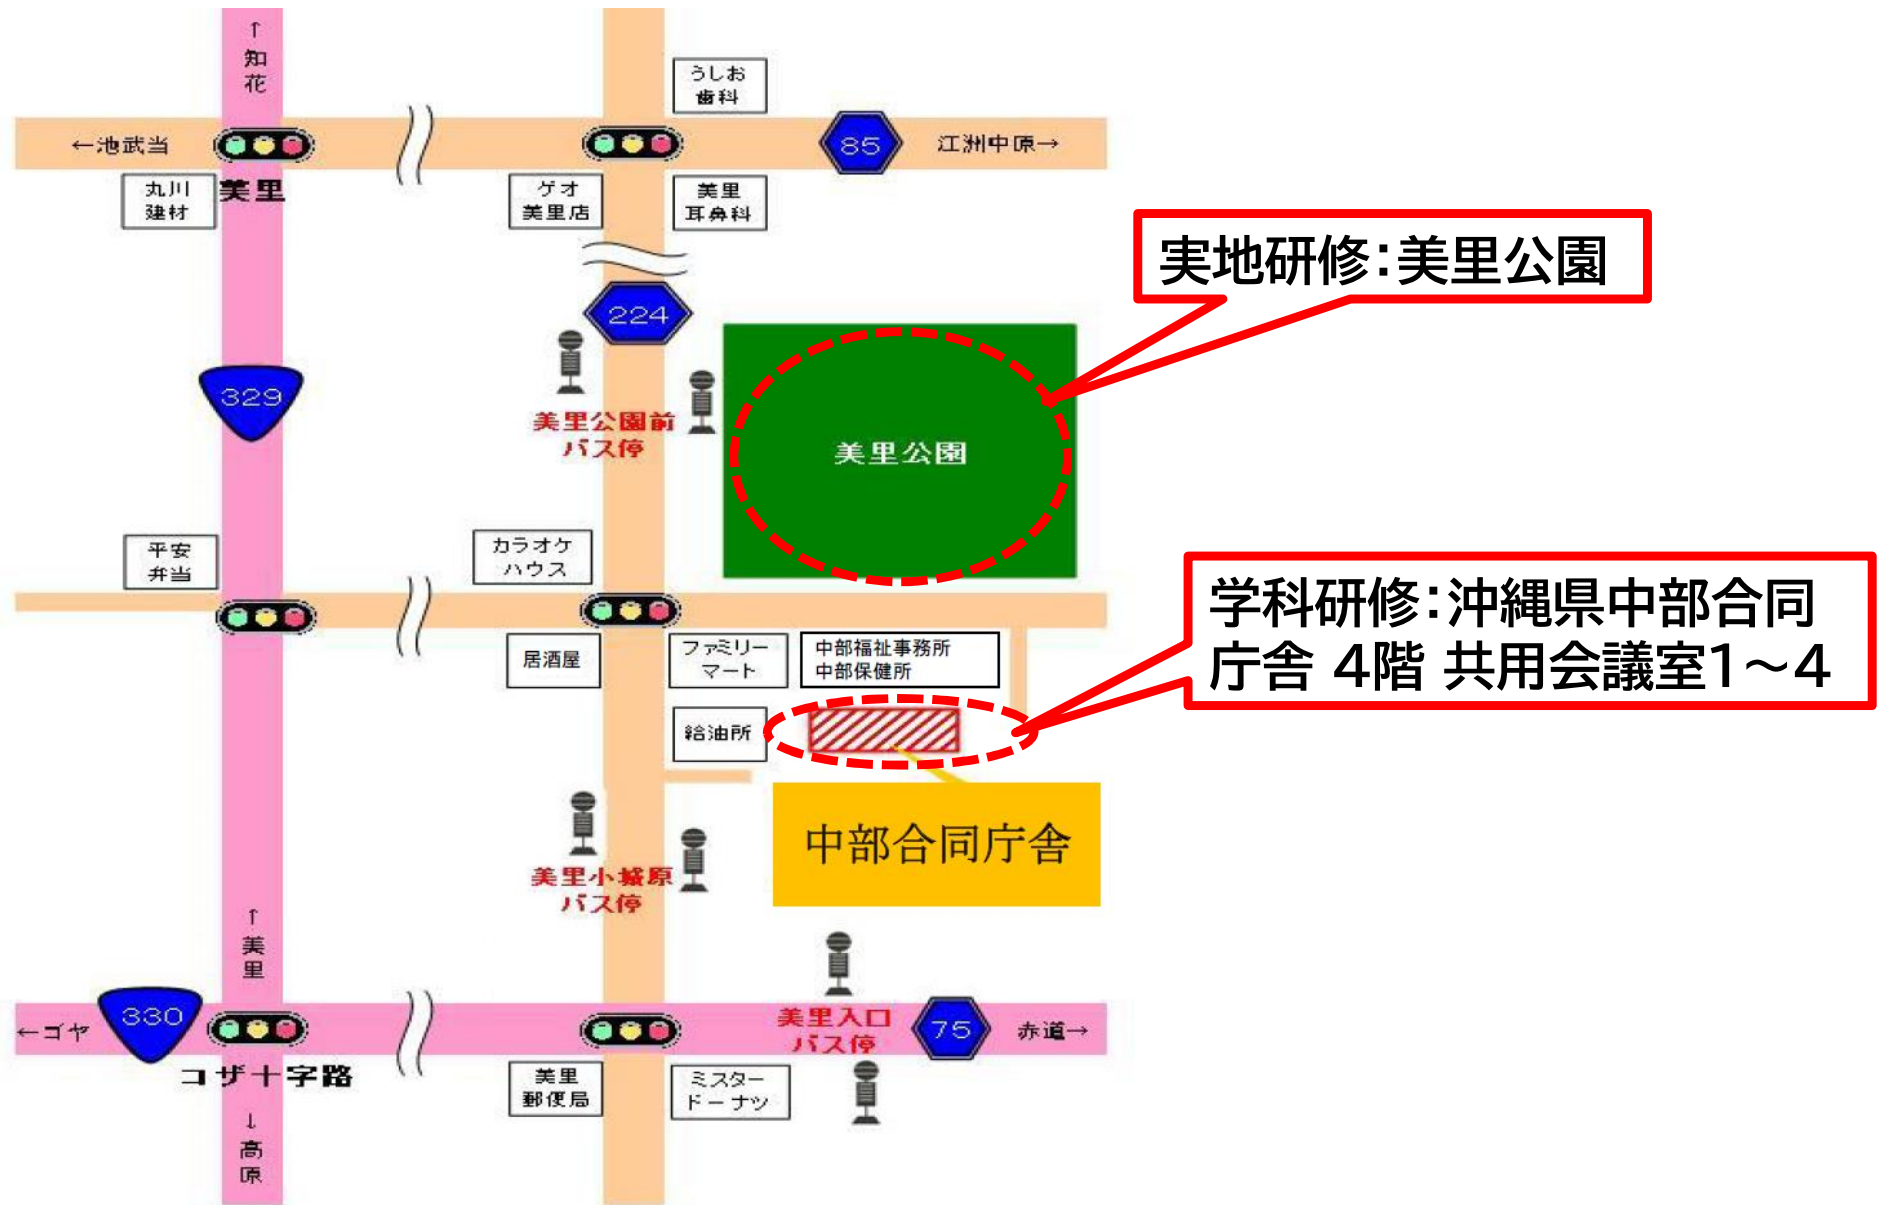 ↑
知
花
うしお
歯科
←池武当
85
江洲中原→
丸川
建材
美里
ゲオ
美里店
美里
耳鼻科
実地研修：美里公園
224
329
美里公園前
バス停
美里公園
平安
弁当
カラオケ
ハウス
学科研修：沖縄県中部合同
庁舎 4階 共用会議室1～4
居酒屋
ファミリー
マート
中部福祉事務所
中部保健所
給油所
中部合同庁舎
美里小城原
バス停
↑
美
里
←ゴヤ
330
美里入口
バス停
75
赤道→
コザ十字路
美里
郵便局
ミスター
ドーナツ
↓
高
原